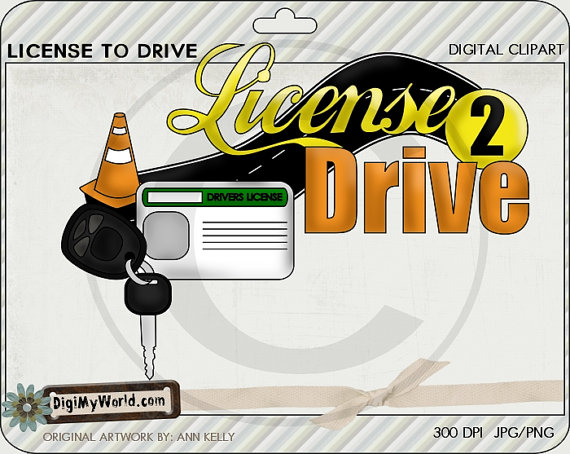 LICENSE TO DRIVE
DIGITAL CLIPART
License 2
Drive
DRIVERS LICENSE
DigiMyWorld.com
ORIGINAL ARTWORK BY: ANN KELLY
300 DPI JPG/PNG